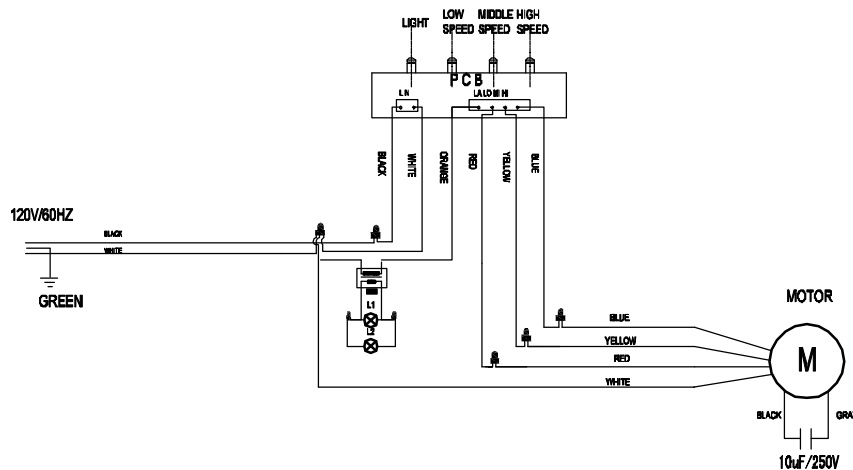 LIGHT
LOW SPEED
MIDDLE SPEED
HIGH SPEED
P C B
L N
LA LO MI HI
BLACK
WHITE
ORANGE
RED
YELLOW
BLUE
120V/60HZ
BLACK
WHITE
GREEN
L1
L2
MOTOR
BLUE
YELLOW
RED
WHITE
M
BLACK
GRA
10uF/250V